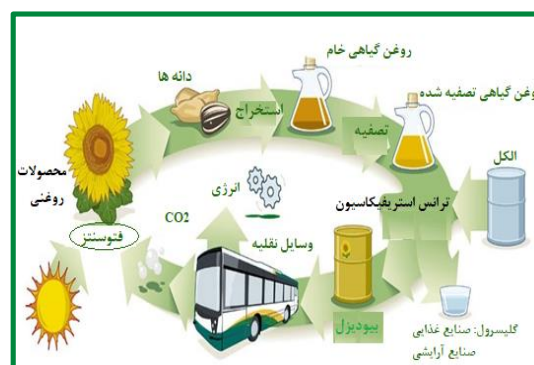 روغن گیاهی خام
دانه ها
وغن گیاهی تصفیه شده
استخراج
تصفیه
الکل
محصولات
روغنی
انرژی
ترانس استریفیکاسیون
CO2
وسایل نقلیه
فتوسنتز
بیودیزل
گلیسرول: صنایع غذایی
صنایع آرایشی